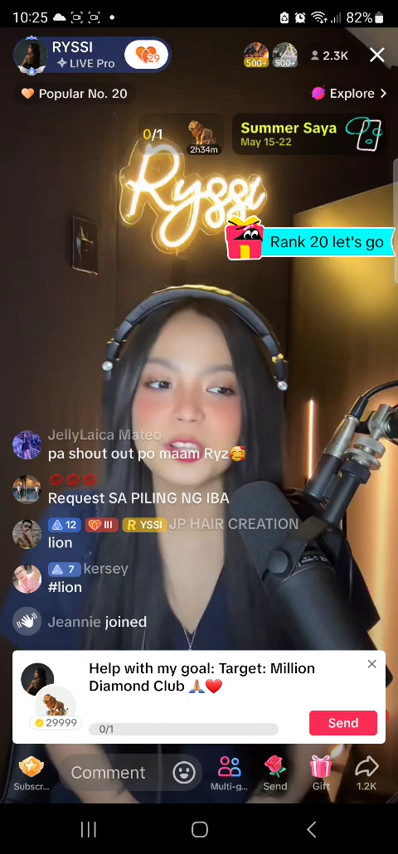 10:25
82%
RYSSI
LIVE Pro
29
500+
500+
2.3K
Popular No. 20
Explore >
0/1
2h34m
Summer Saya
May 15-22
Ryssi
Rank 20 let's go
JellyLaica Mateo
pa shout out po maam Ryz🥰
Request SA PILING NG IBA
12 III R YSSI JP HAIR CREATION
lion
7 kersey
#lion
Jeannie joined
Help with my goal: Target: Million
Diamond Club 🙏🏼❤️
29999
0/1
Send
Comment
Subscr...
Multi-g...
Send
Gift
1.2K